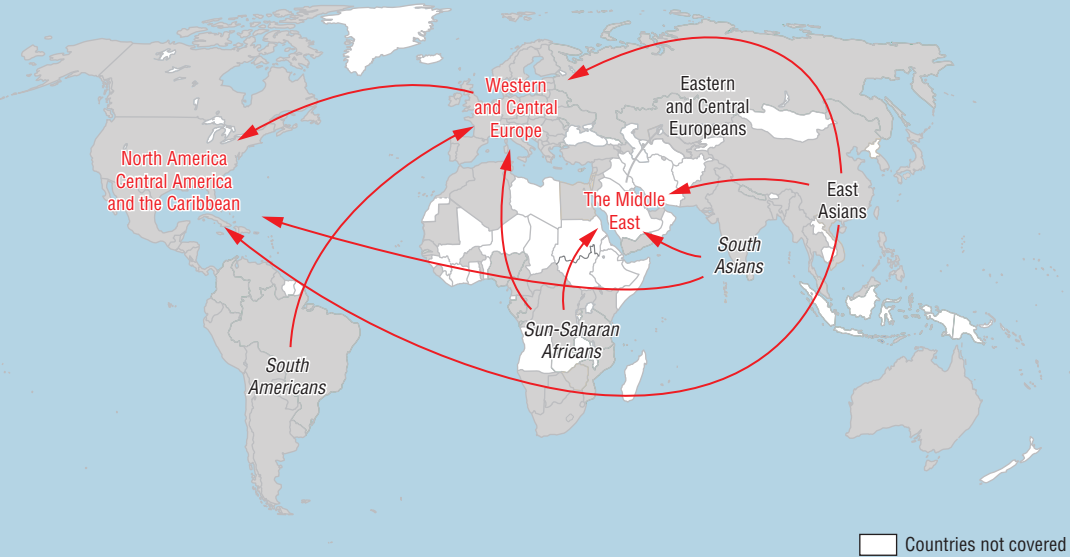 Western
and Central
Europe
Eastern
and Central
Europeans
North America
Central America
and the Caribbean
The Middle
East
East
Asians
South
Asians
Sun-Saharan
Africans
South
Americans
Countries not covered